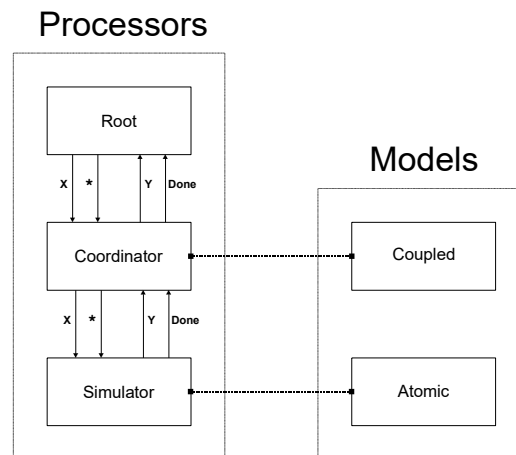 Processors
Root
X * Y Done
Models
Coordinator
Coupled
X * Y Done
Simulator
Atomic